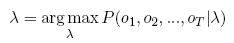 λ = arg max P(o₁, o₂, ..., o_T|λ)
λ